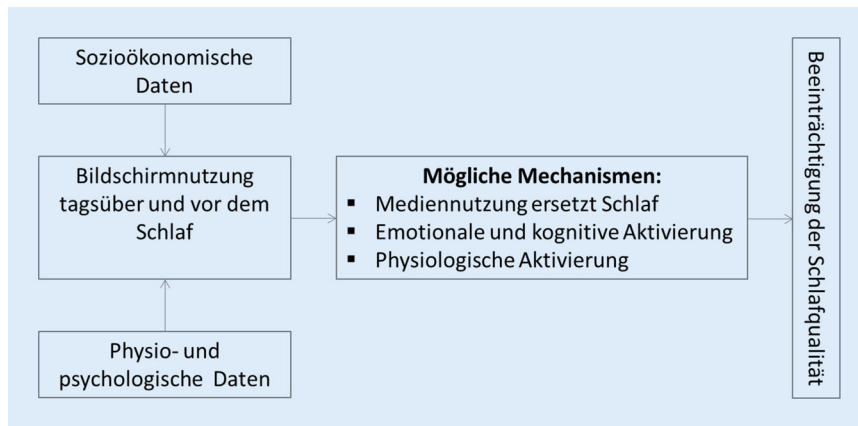 Sozioökonomische
Daten
Bildschirmnutzung
tagsüber und vor dem
Schlaf
Physio- und
psychologische Daten
Mögliche Mechanismen:
▪ Mediennutzung ersetzt Schlaf
▪ Emotionale und kognitive Aktivierung
▪ Physiologische Aktivierung
Beeinträchtigung der Schlafqualität